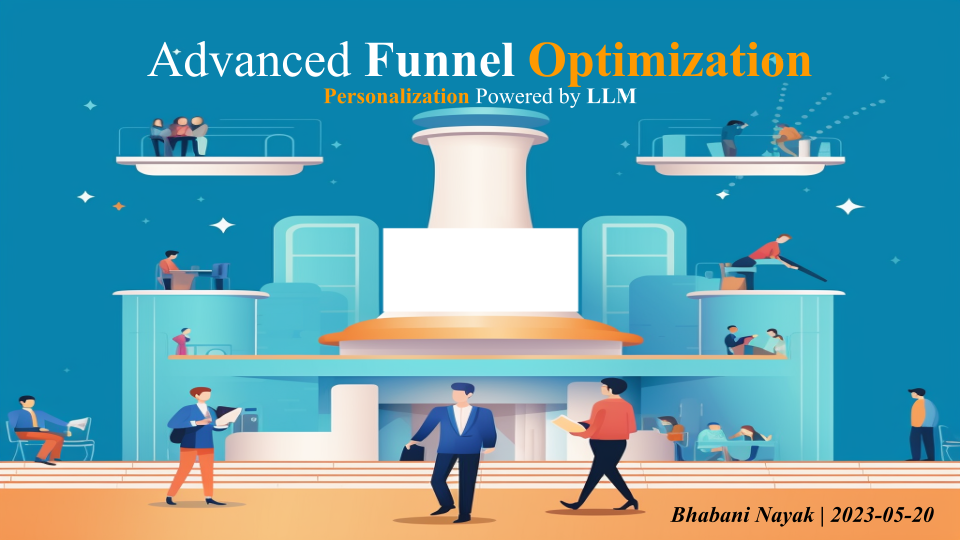 Advanced Funnel Optimization
Personalization Powered by LLM
Bhabani Nayak | 2023-05-20